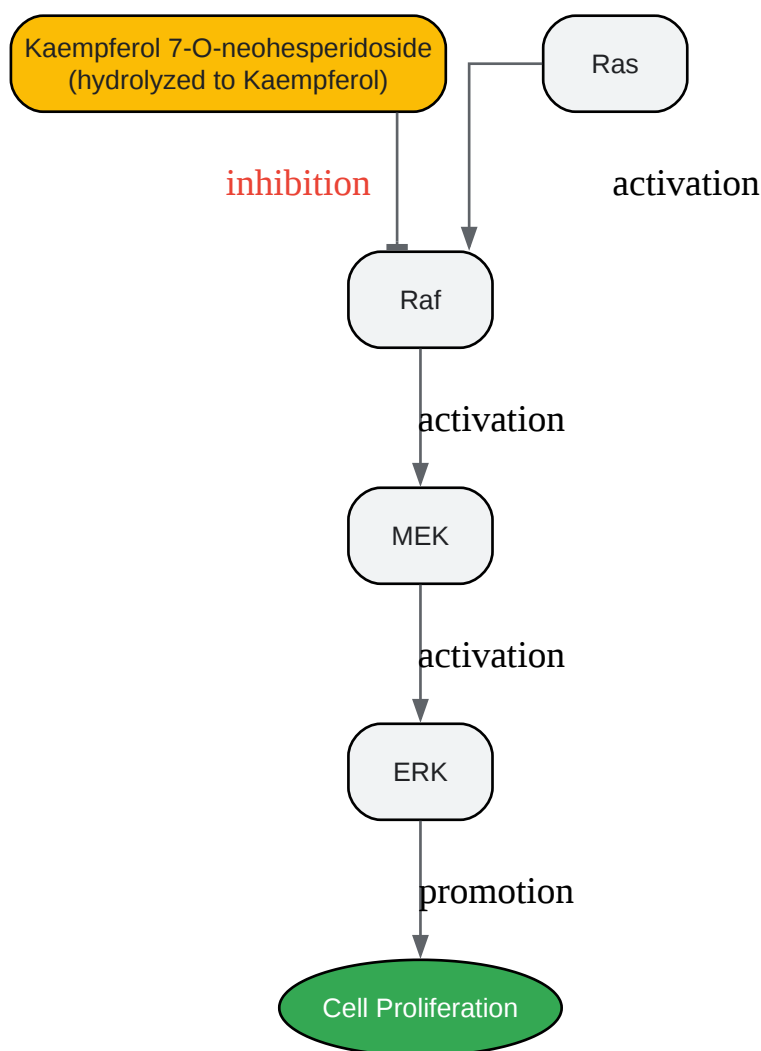 Kaempferol 7-O-neohesperidoside
(hydrolyzed to Kaempferol)
Ras
inhibition
activation
Raf
activation
MEK
activation
ERK
promotion
Cell Proliferation